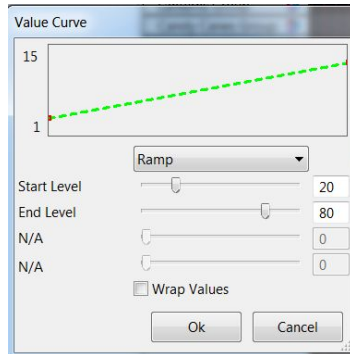 Value Curve
15
1
Ramp
Start Level 20
End Level 80
N/A 0
N/A 0
Wrap Values
Ok Cancel